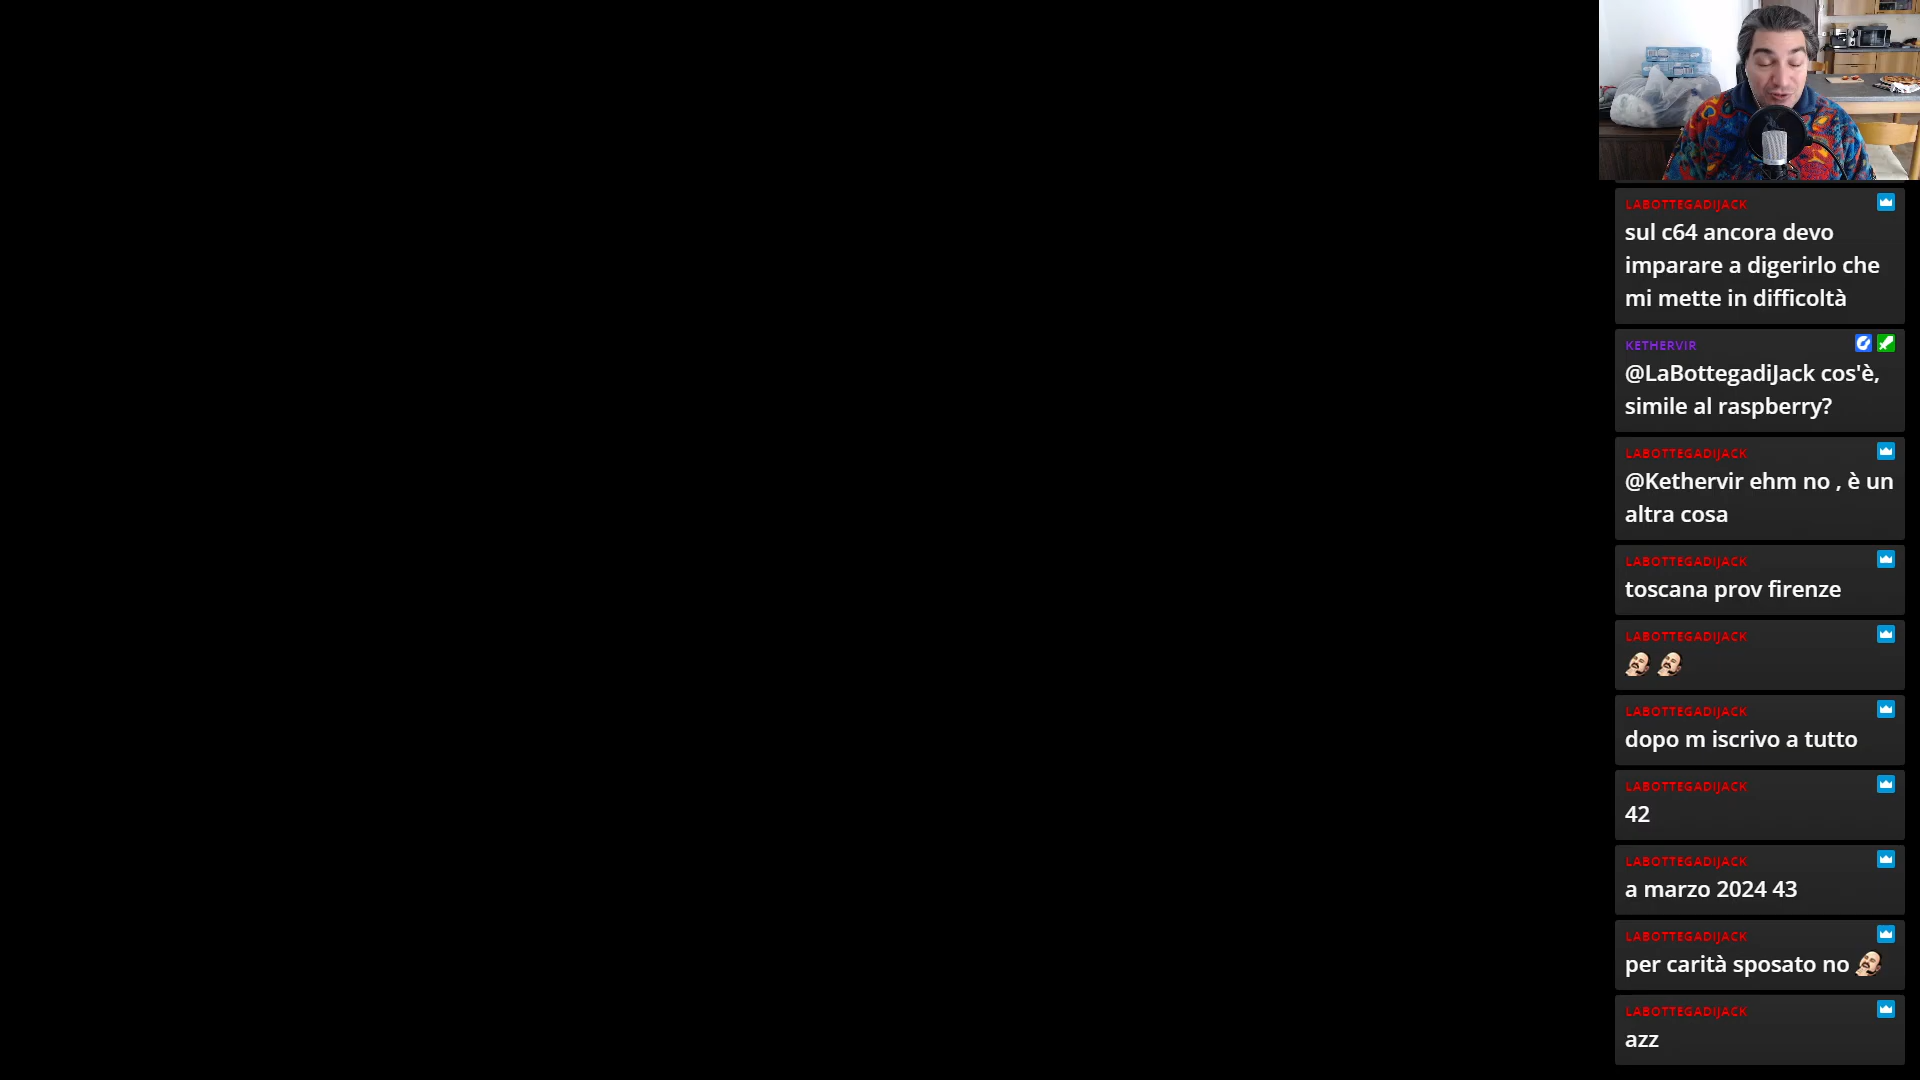 LABOTTEGADIJACK
sul c64 ancora devo
imparare a digerirlo che
mi mette in difficoltà
KETHERVIR
@LaBottegadiJack cos'è,
simile al raspberry?
LABOTTEGADIJACK
@Kethervir ehm no , è un
altra cosa
LABOTTEGADIJACK
toscana prov firenze
LABOTTEGADIJACK
LABOTTEGADIJACK
dopo m iscrivo a tutto
LABOTTEGADIJACK
42
LABOTTEGADIJACK
a marzo 2024 43
LABOTTEGADIJACK
per carità sposato no
LABOTTEGADIJACK
azz